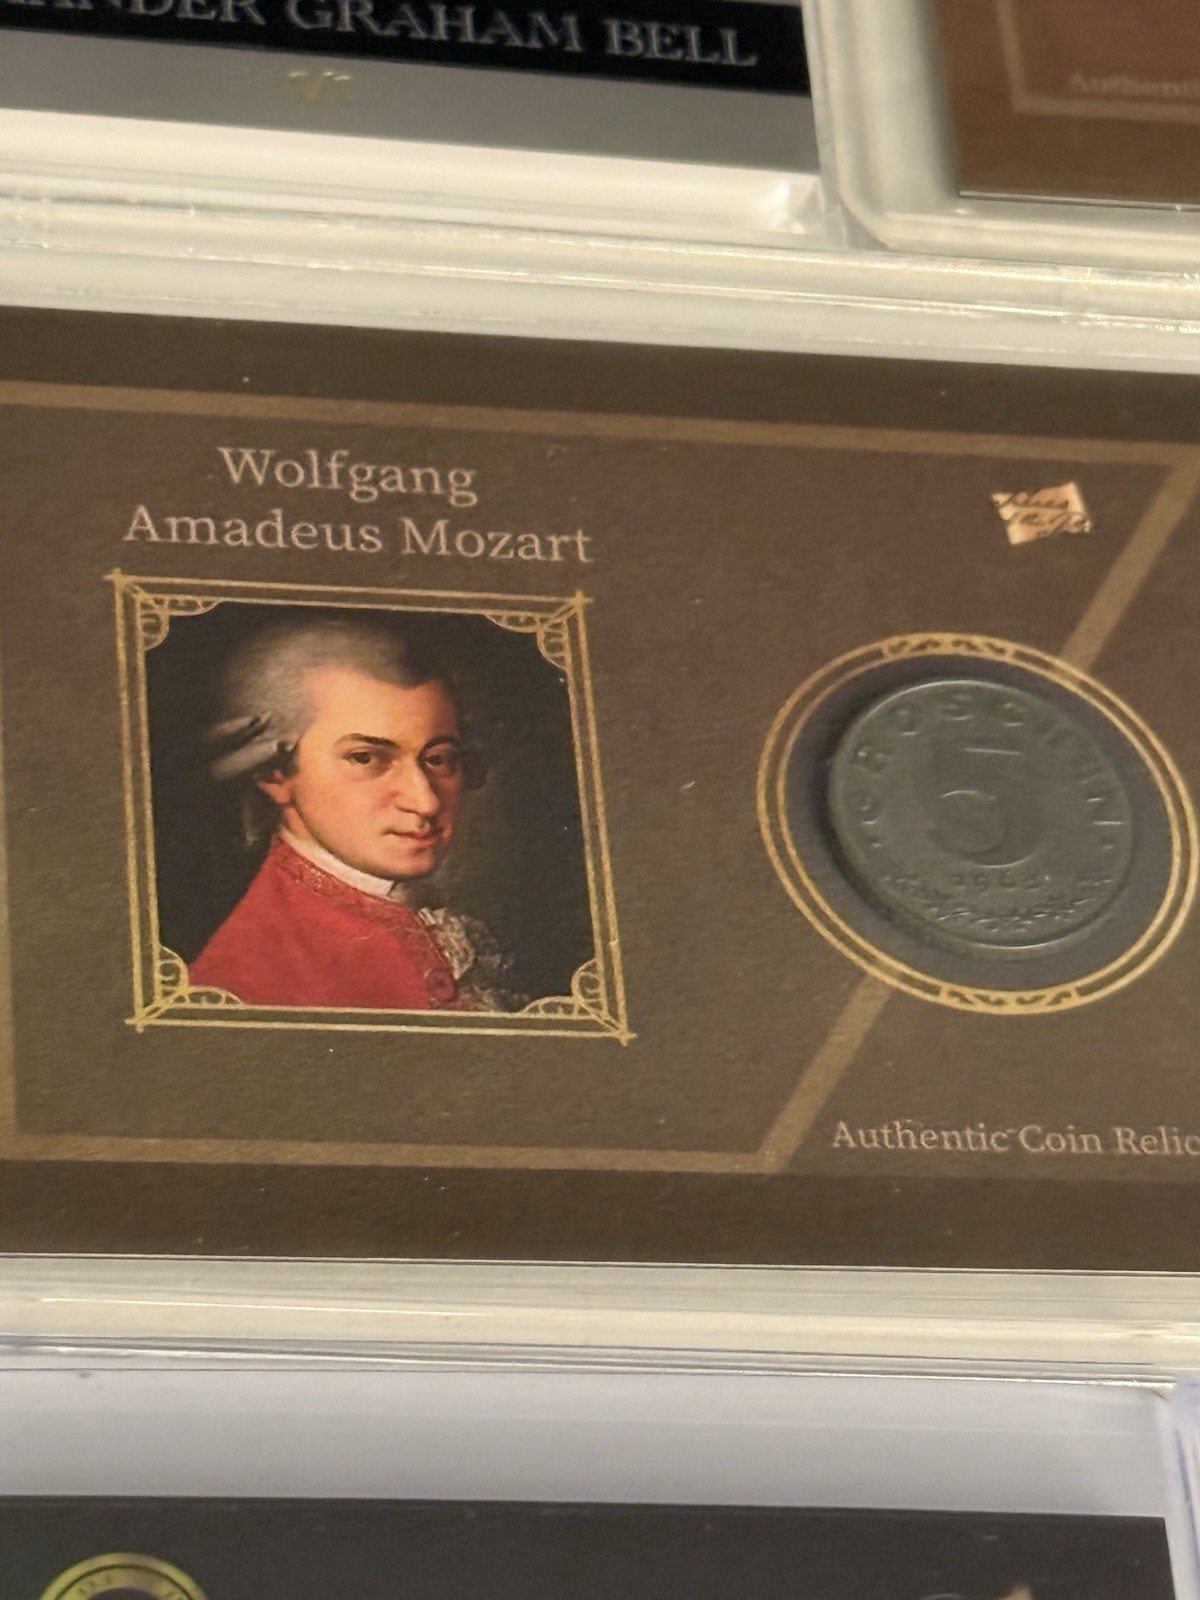 GRAHAM BELL
Wolfgang
Amadeus Mozart
GROSCHEN
5
Authentic Coin Relic